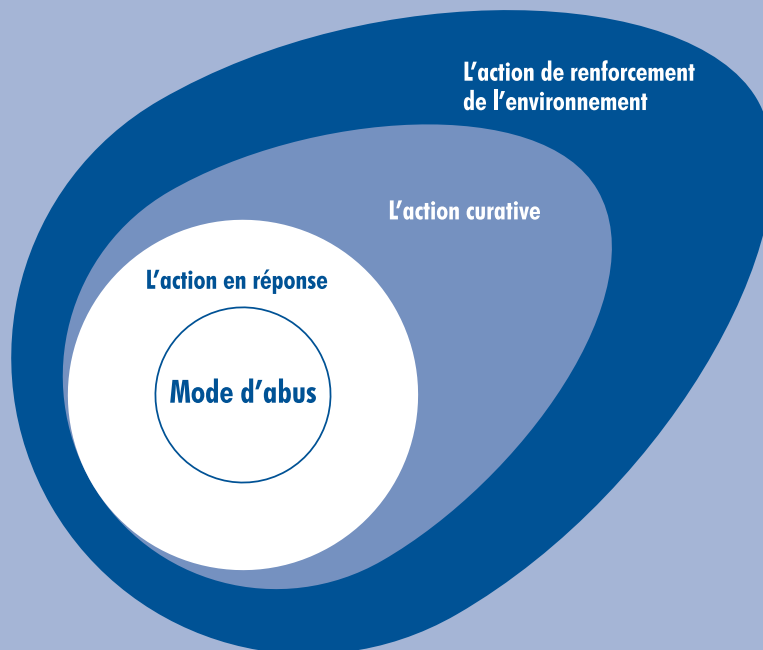 L'action de renforcement
de l'environnement
L'action curative
L'action en réponse
Mode d'abus